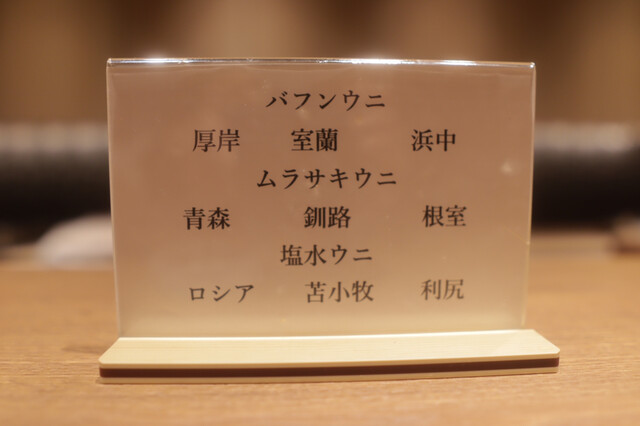 バフンウニ
厚岸 室蘭 浜中
ムラサキウニ
青森 釧路 根室
塩水ウニ
ロシア 苫小牧 利尻